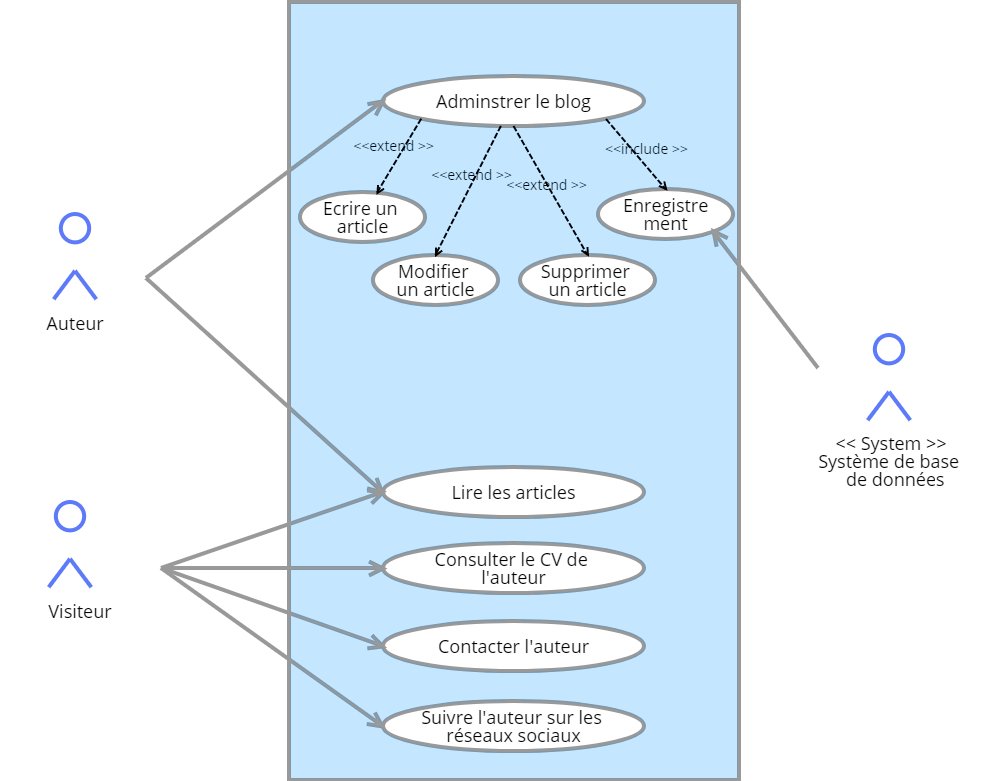 Adminstrer le blog
<<extend >>
<<include >>
<<extend >>
<<extend >>
Ecrire un
article
Enregistre
ment
Modifier
un article
Supprimer
un article
Auteur
<< System >>
Système de base
de données
Lire les articles
Consulter le CV de
l'auteur
Visiteur
Contacter l'auteur
Suivre l'auteur sur les
réseaux sociaux